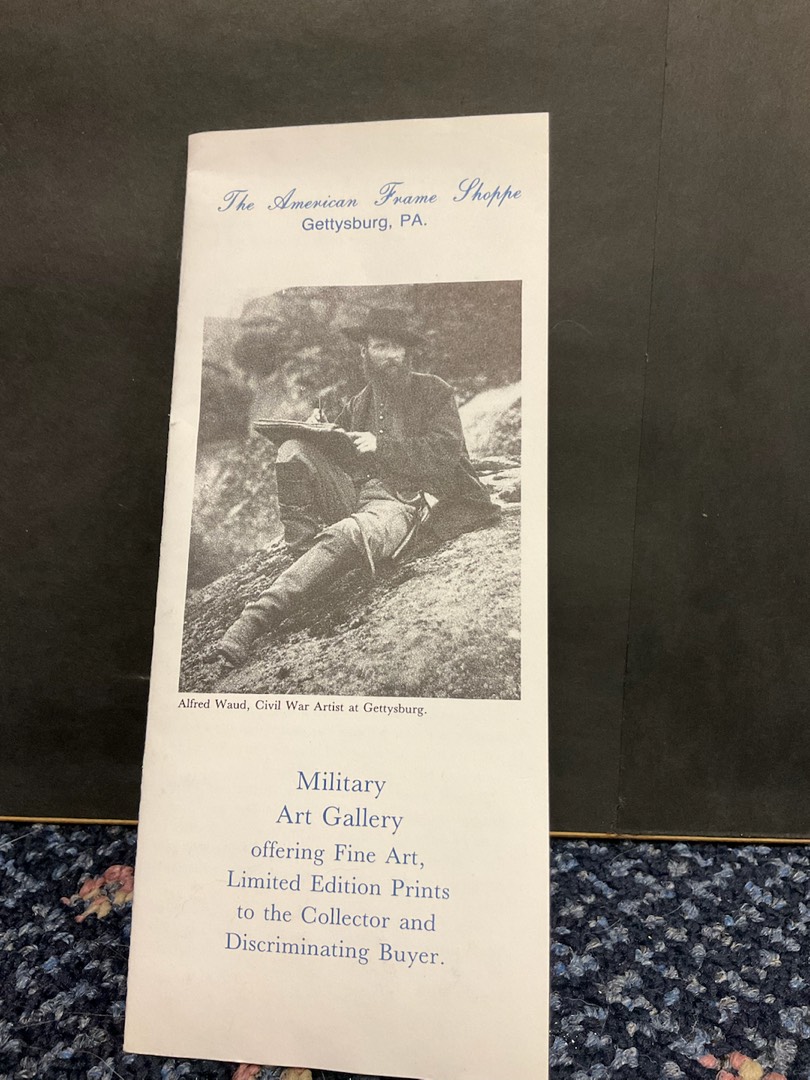 The American Frame Shoppe
Gettysburg, PA.
Alfred Waud, Civil War Artist at Gettysburg.
Military
Art Gallery
offering Fine Art,
Limited Edition Prints
to the Collector and
Discriminating Buyer.